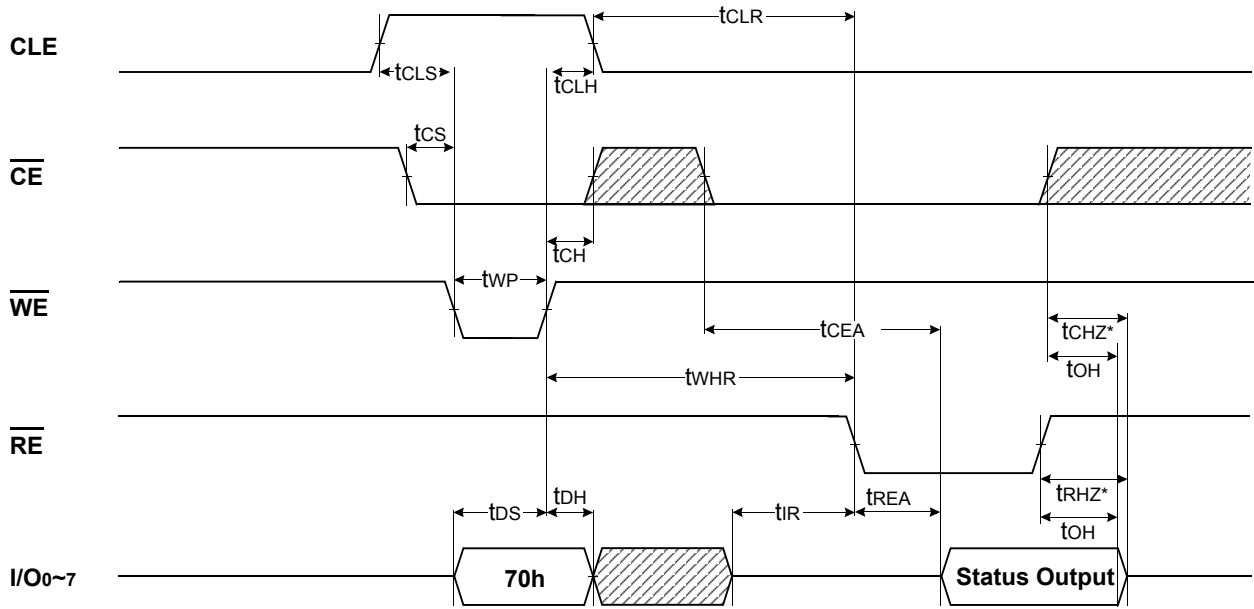 tCLR
CLE
tCLS
tCLH
tCS
CE
tCH
tWP
WE
tCEA
tCHZ*
tOH
tWHR
RE
tDH
tRHZ*
tDS
tIR
tREA
tOH
I/O0~7
70h
Status Output